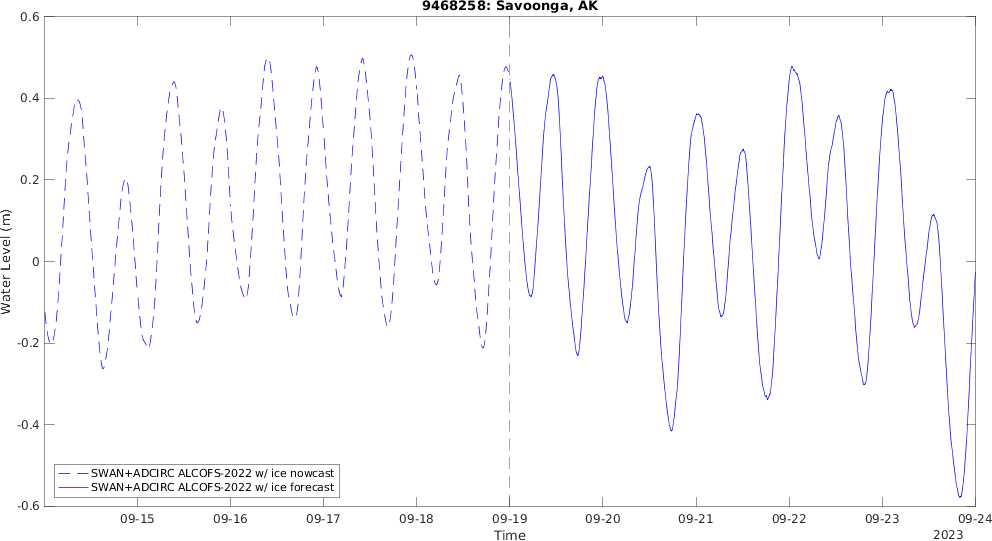 9468258: Savoonga, AK
0.6
0.4
0.2
0
-0.2
-0.4
-0.6
Water Level (m)
SWAN+ADCIRC ALCOFS-2022 w/ ice nowcast
SWAN+ADCIRC ALCOFS-2022 w/ ice forecast
09-15 09-16 09-17 09-18 09-19 09-20 09-21 09-22 09-23 09-24
Time
2023